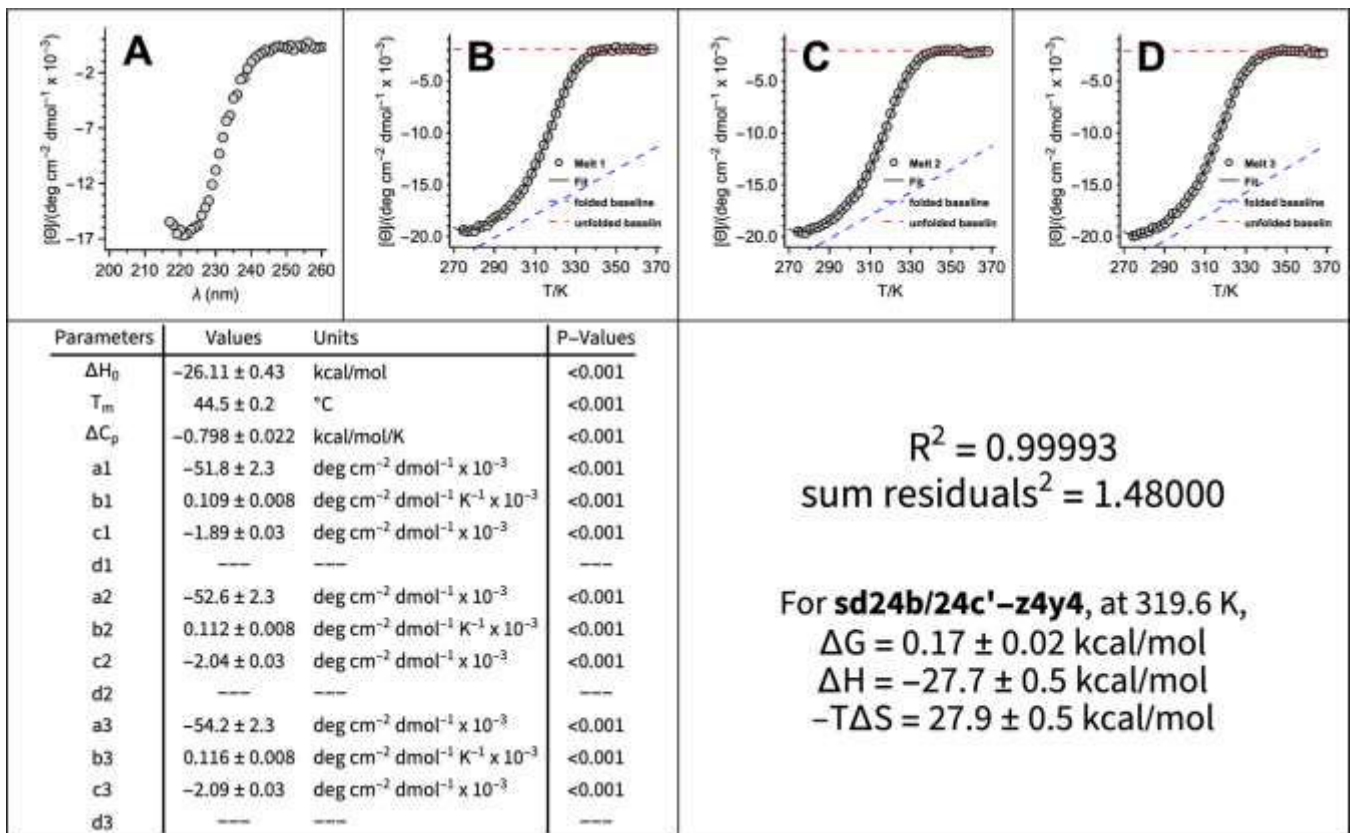 A
[Θ]/(deg cm⁻² dmol⁻¹ x 10⁻³)
−2
−7
−12
−17
200 210 220 230 240 250 260
λ (nm)
B
[Θ]/(deg cm⁻² dmol⁻¹ x 10⁻³)
−5.0
−10.0
−15.0
−20.0
Melt 1
Fit
folded baseline
unfolded baselin
270 290 310 330 350 370
T/K
C
[Θ]/(deg cm⁻² dmol⁻¹ x 10⁻³)
−5.0
−10.0
−15.0
−20.0
Melt 2
Fit
folded baseline
unfolded baselin
270 290 310 330 350 370
T/K
D
[Θ]/(deg cm⁻² dmol⁻¹ x 10⁻³)
−5.0
−10.0
−15.0
−20.0
Melt 3
Fit
folded baseline
unfolded baselin
270 290 310 330 350 370
T/K
Parameters Values Units P−Values
ΔH₀ −26.11 ± 0.43 kcal/mol <0.001
Tₘ 44.5 ± 0.2 °C <0.001
ΔCₚ −0.798 ± 0.022 kcal/mol/K <0.001
a1 −51.8 ± 2.3 deg cm⁻² dmol⁻¹ x 10⁻³ <0.001
b1 0.109 ± 0.008 deg cm⁻² dmol⁻¹ K⁻¹ x 10⁻³ <0.001
c1 −1.89 ± 0.03 deg cm⁻² dmol⁻¹ x 10⁻³ <0.001
d1 −−− −−− −−−
a2 −52.6 ± 2.3 deg cm⁻² dmol⁻¹ x 10⁻³ <0.001
b2 0.112 ± 0.008 deg cm⁻² dmol⁻¹ K⁻¹ x 10⁻³ <0.001
c2 −2.04 ± 0.03 deg cm⁻² dmol⁻¹ x 10⁻³ <0.001
d2 −−− −−− −−−
a3 −54.2 ± 2.3 deg cm⁻² dmol⁻¹ x 10⁻³ <0.001
b3 0.116 ± 0.008 deg cm⁻² dmol⁻¹ K⁻¹ x 10⁻³ <0.001
c3 −2.09 ± 0.03 deg cm⁻² dmol⁻¹ x 10⁻³ <0.001
d3 −−− −−− −−−
R² = 0.99993
sum residuals² = 1.48000
For sd24b/24c'−z4y4, at 319.6 K,
ΔG = 0.17 ± 0.02 kcal/mol
ΔH = −27.7 ± 0.5 kcal/mol
−TΔS = 27.9 ± 0.5 kcal/mol